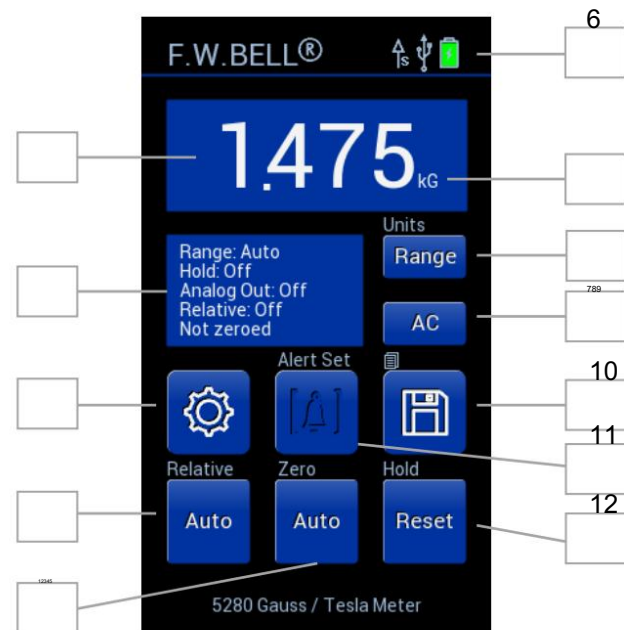 6
F.W.BELL®
S
1.475
kG
Units
Range
Range: Auto
Hold: Off
Analog Out: Off
Relative: Off
Not zeroed
789
AC
Alert Set
10
11
Relative
Zero
Hold
12
Auto
Auto
Reset
12345
5280 Gauss / Tesla Meter